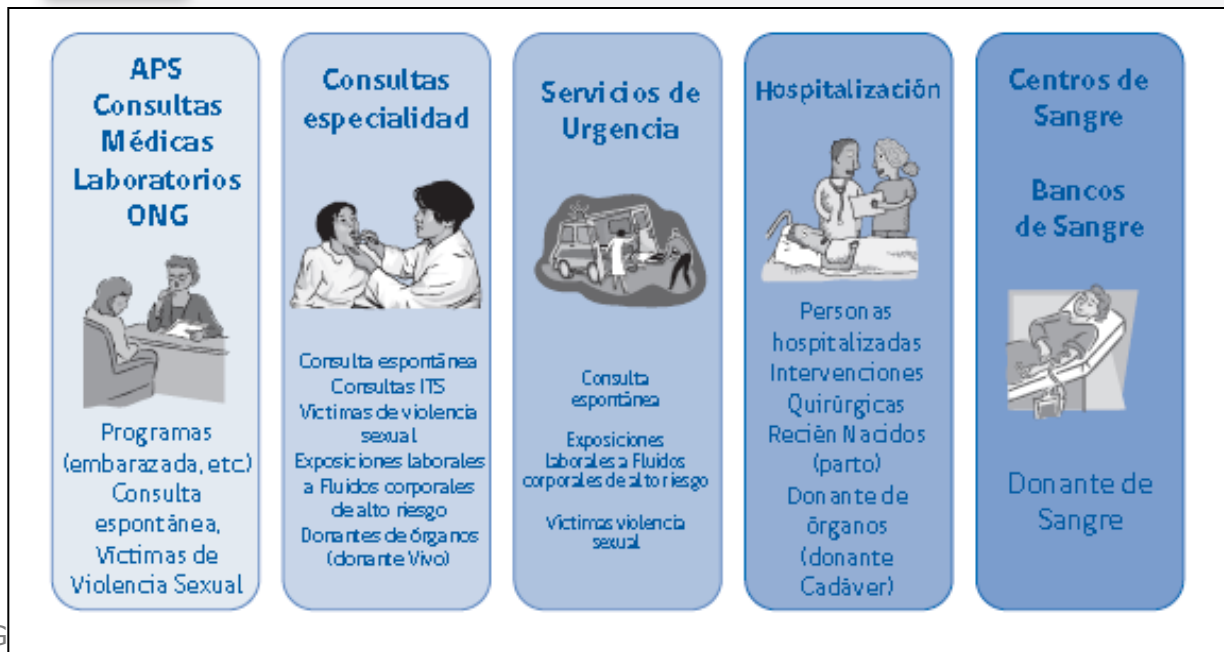 APS
Consultas
Médicas
Laboratorios
ONG
Programas
(embarazada, etc.)
Consulta
espontánea,
Víctimas de
Violencia Sexual
Consultas
especialidad
Consulta espontánea
Consultas ITS
Víctimas de violencia
sexual
Exposiciones laborales
a Fluidos corporales
de alto riesgo
Donantes de órganos
(donante Vivo)
Servicios de
Urgencia
Consulta
espontánea
Exposiciones
laborales a Fluidos
corporales de alto riesgo
Víctimas violencia
sexual
Hospitalización
Personas
hospitalizadas
Intervenciones
Quirúrgicas
Recién Nacidos
(parto)
Donante de
órganos
(donante
Cadáver)
Centros de
Sangre
Bancos
de Sangre
Donante de
Sangre